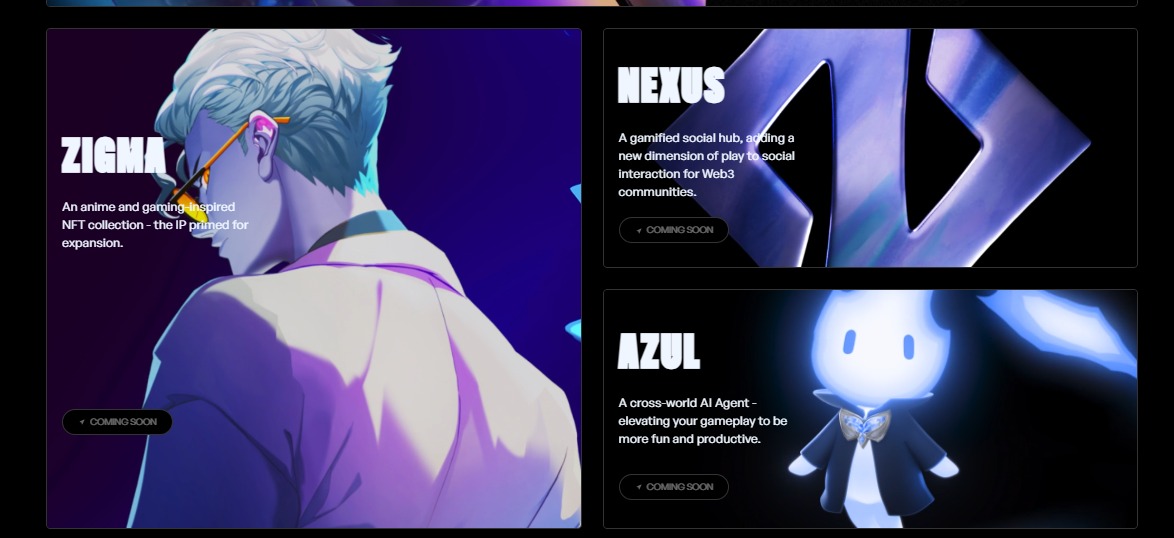 ZIGMA
An anime and gaming-inspired
NFT collection - the IP primed for
expansion.
COMING SOON
NEXUS
A gamified social hub, adding a
new dimension of play to social
interaction for Web3
communities.
COMING SOON
AZUL
A cross-world AI Agent -
elevating your gameplay to be
more fun and productive.
COMING SOON